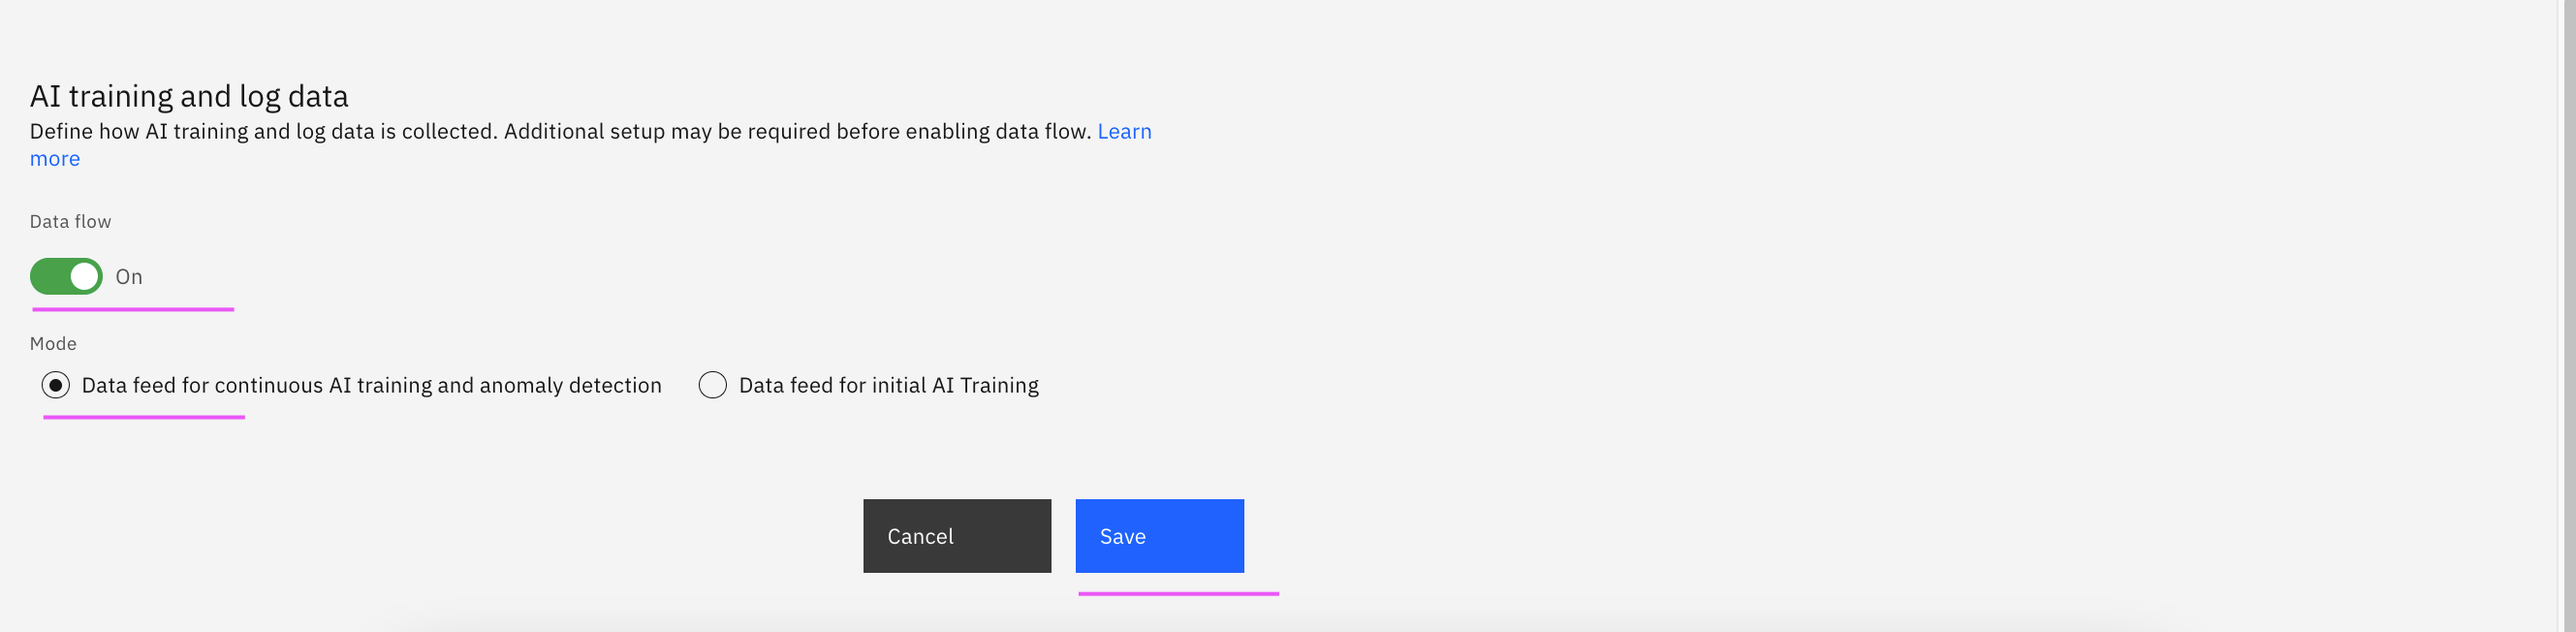 AI training and log data
Define how AI training and log data is collected. Additional setup may be required before enabling data flow. Learn
more
Data flow
On
Mode
Data feed for continuous AI training and anomaly detection Data feed for initial AI Training
Cancel Save